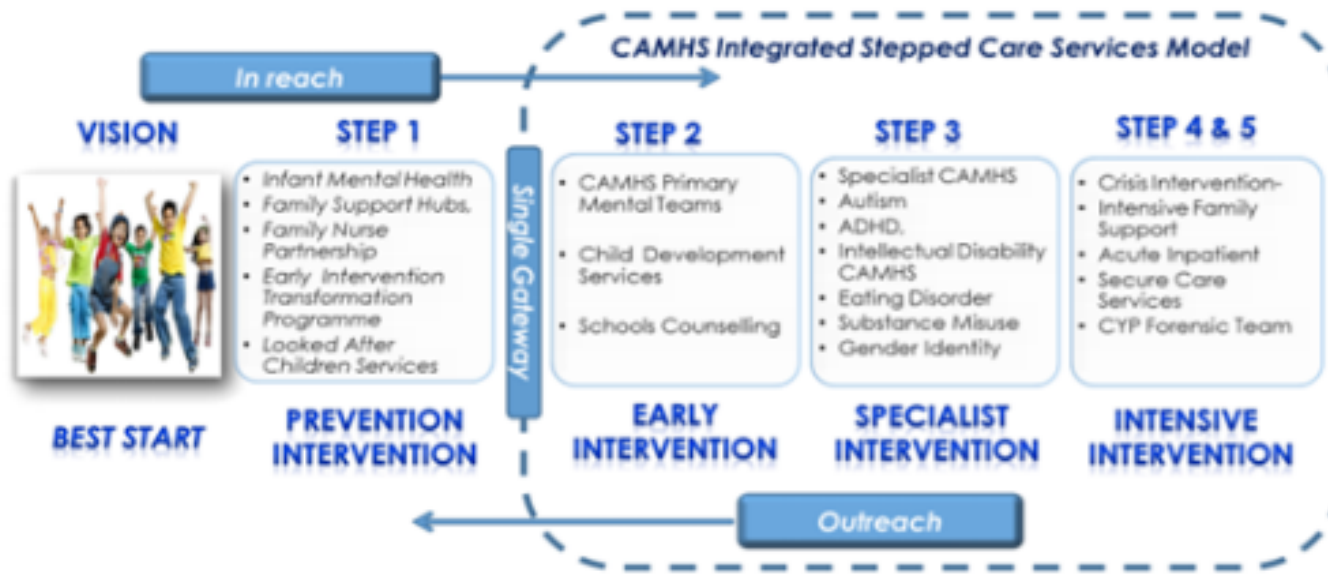 CAMHS Integrated Stepped Care Services Model
In reach
VISION
BEST START
STEP 1
• Infant Mental Health
• Family Support Hubs,
• Family Nurse
Partnership
• Early Intervention
Transformation
Programme
• Looked After
Children Services
PREVENTION
INTERVENTION
Single Gateway
STEP 2
• CAMHS Primary
Mental Teams
• Child Development
Services
• Schools Counselling
EARLY
INTERVENTION
STEP 3
• Specialist CAMHS
• Autism
• ADHD,
• Intellectual Disability
CAMHS
• Eating Disorder
• Substance Misuse
• Gender Identity
SPECIALIST
INTERVENTION
STEP 4 & 5
• Crisis Intervention-
• Intensive Family
Support
• Acute Inpatient
• Secure Care
Services
• CYP Forensic Team
INTENSIVE
INTERVENTION
Outreach